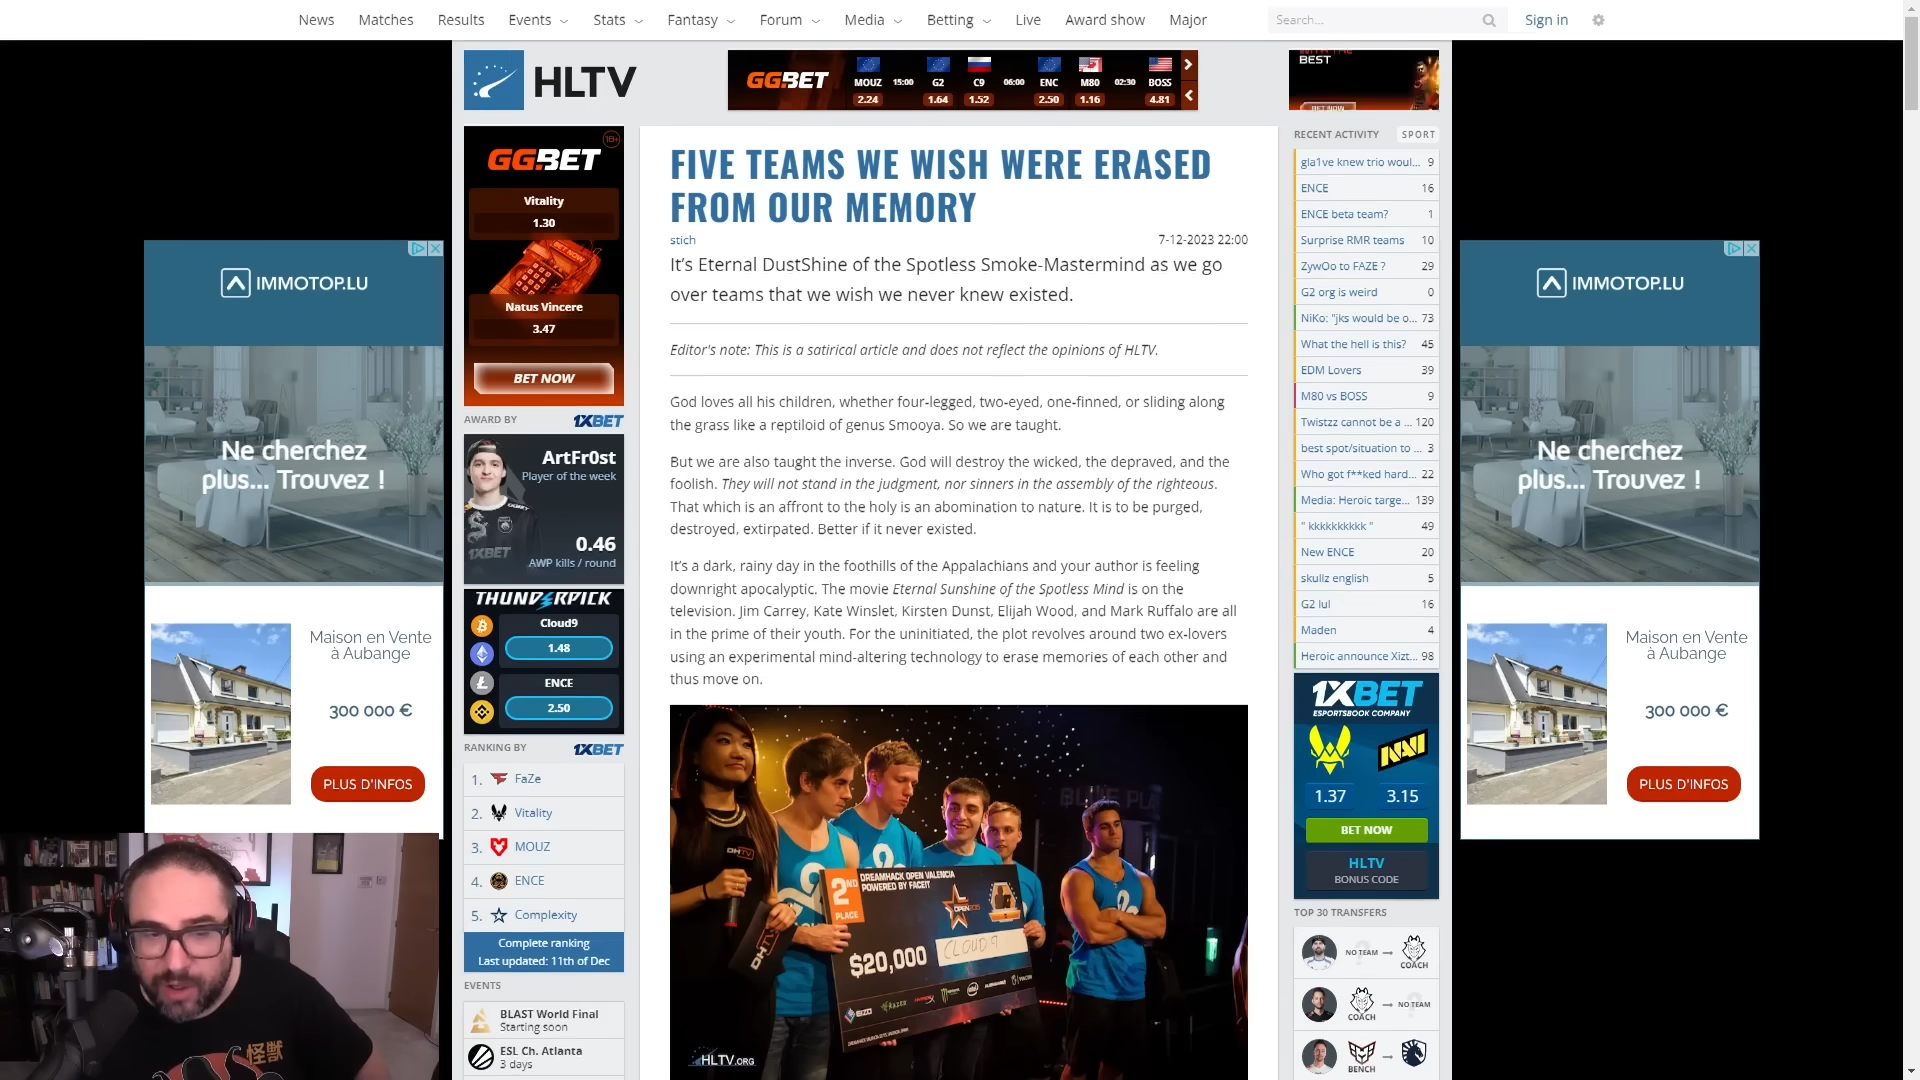 News
Matches
Results
Events
Stats
Fantasy
Forum
Media
Betting
Live
Award show
Major
Search...
Sign in
HLTV
GG.BET
MOUZ 15:00 G2 C9 06:00 ENC M80 02:30 BOSS
2.24 1.64 1.52 2.50 1.16 4.81
BEST
BET NOW
IMMOTOP.LU
Ne cherchez
plus... Trouvez !
Maison en Vente
à Aubange
300 000 €
PLUS D'INFOS
18+
GG.BET
Vitality
1.30
Natus Vincere
3.47
BET NOW
AWARD BY 1XBET
ArtFr0st
Player of the week
0.46
AWP kills / round
THUNDERPICK
Cloud9
1.48
ENCE
2.50
RANKING BY 1XBET
1. FaZe
2. Vitality
3. MOUZ
4. ENCE
5. Complexity
Complete ranking
Last updated: 11th of Dec
EVENTS
BLAST World Final
Starting soon
ESL Ch. Atlanta
3 days
FIVE TEAMS WE WISH WERE ERASED
FROM OUR MEMORY
stich 7-12-2023 22:00
It's Eternal DustShine of the Spotless Smoke-Mastermind as we go
over teams that we wish we never knew existed.
Editor's note: This is a satirical article and does not reflect the opinions of HLTV.
God loves all his children, whether four-legged, two-eyed, one-finned, or sliding along
the grass like a reptiloid of genus Smooya. So we are taught.
But we are also taught the inverse. God will destroy the wicked, the depraved, and the
foolish. They will not stand in the judgment, nor sinners in the assembly of the righteous.
That which is an affront to the holy is an abomination to nature. It is to be purged,
destroyed, extirpated. Better if it never existed.
It's a dark, rainy day in the foothills of the Appalachians and your author is feeling
downright apocalyptic. The movie Eternal Sunshine of the Spotless Mind is on the
television. Jim Carrey, Kate Winslet, Kirsten Dunst, Elijah Wood, and Mark Ruffalo are all
in the prime of their youth. For the uninitiated, the plot revolves around two ex-lovers
using an experimental mind-altering technology to erase memories of each other and
thus move on.
DHTV
2ND
PLACE
DREAMHACK OPEN VALENCIA
POWERED BY FACEIT
OPEN
$20,000
CLOUD 9
EIZO
HLTV.ORG
RECENT ACTIVITY SPORT
gla1ve knew trio woul... 9
ENCE 16
ENCE beta team? 1
Surprise RMR teams 10
ZywOo to FAZE ? 29
G2 org is weird 0
NiKo: "jks would be o... 73
What the hell is this? 45
EDM Lovers 39
M80 vs BOSS 9
Twistzz cannot be a ... 120
best spot/situation to ... 3
Who got f**ked hard... 22
Media: Heroic targe... 139
" kkkkkkkkkk " 49
New ENCE 20
skullz english 5
G2 lul 16
Maden 4
Heroic announce Xizt... 98
1XBET
ESPORTSBOOK COMPANY
NAVI
1.37 3.15
BET NOW
HLTV
BONUS CODE
TOP 30 TRANSFERS
NO TEAM COACH
COACH NO TEAM
BENCH
IMMOTOP.LU
Ne cherchez
plus... Trouvez !
Maison en Vente
à Aubange
300 000 €
PLUS D'INFOS
怪獣